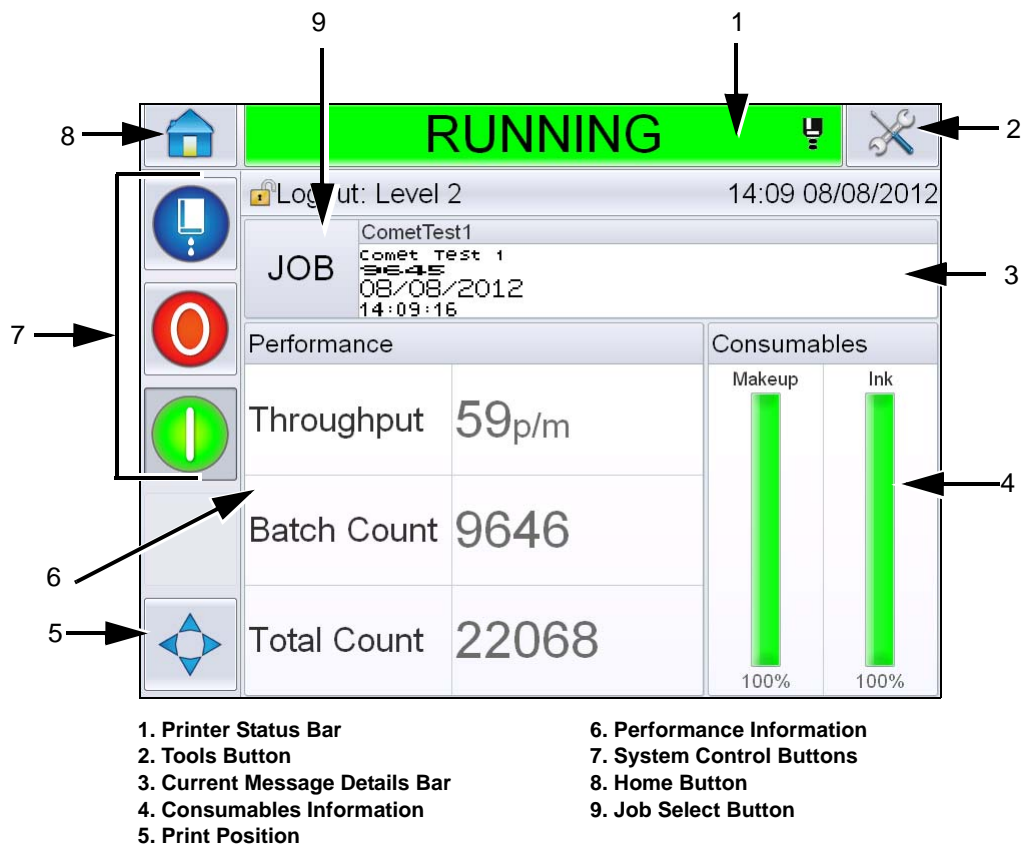 9
1
8
RUNNING
2
Logout: Level 2
14:09 08/08/2012
JOB
CometTest1
Comet Test 1
9645
08/08/2012
14:09:16
3
7
Performance
Consumables
Makeup
Ink
Throughput
59p/m
4
Batch Count
9646
6
5
Total Count
22068
100%
100%
1. Printer Status Bar
2. Tools Button
3. Current Message Details Bar
4. Consumables Information
5. Print Position
6. Performance Information
7. System Control Buttons
8. Home Button
9. Job Select Button